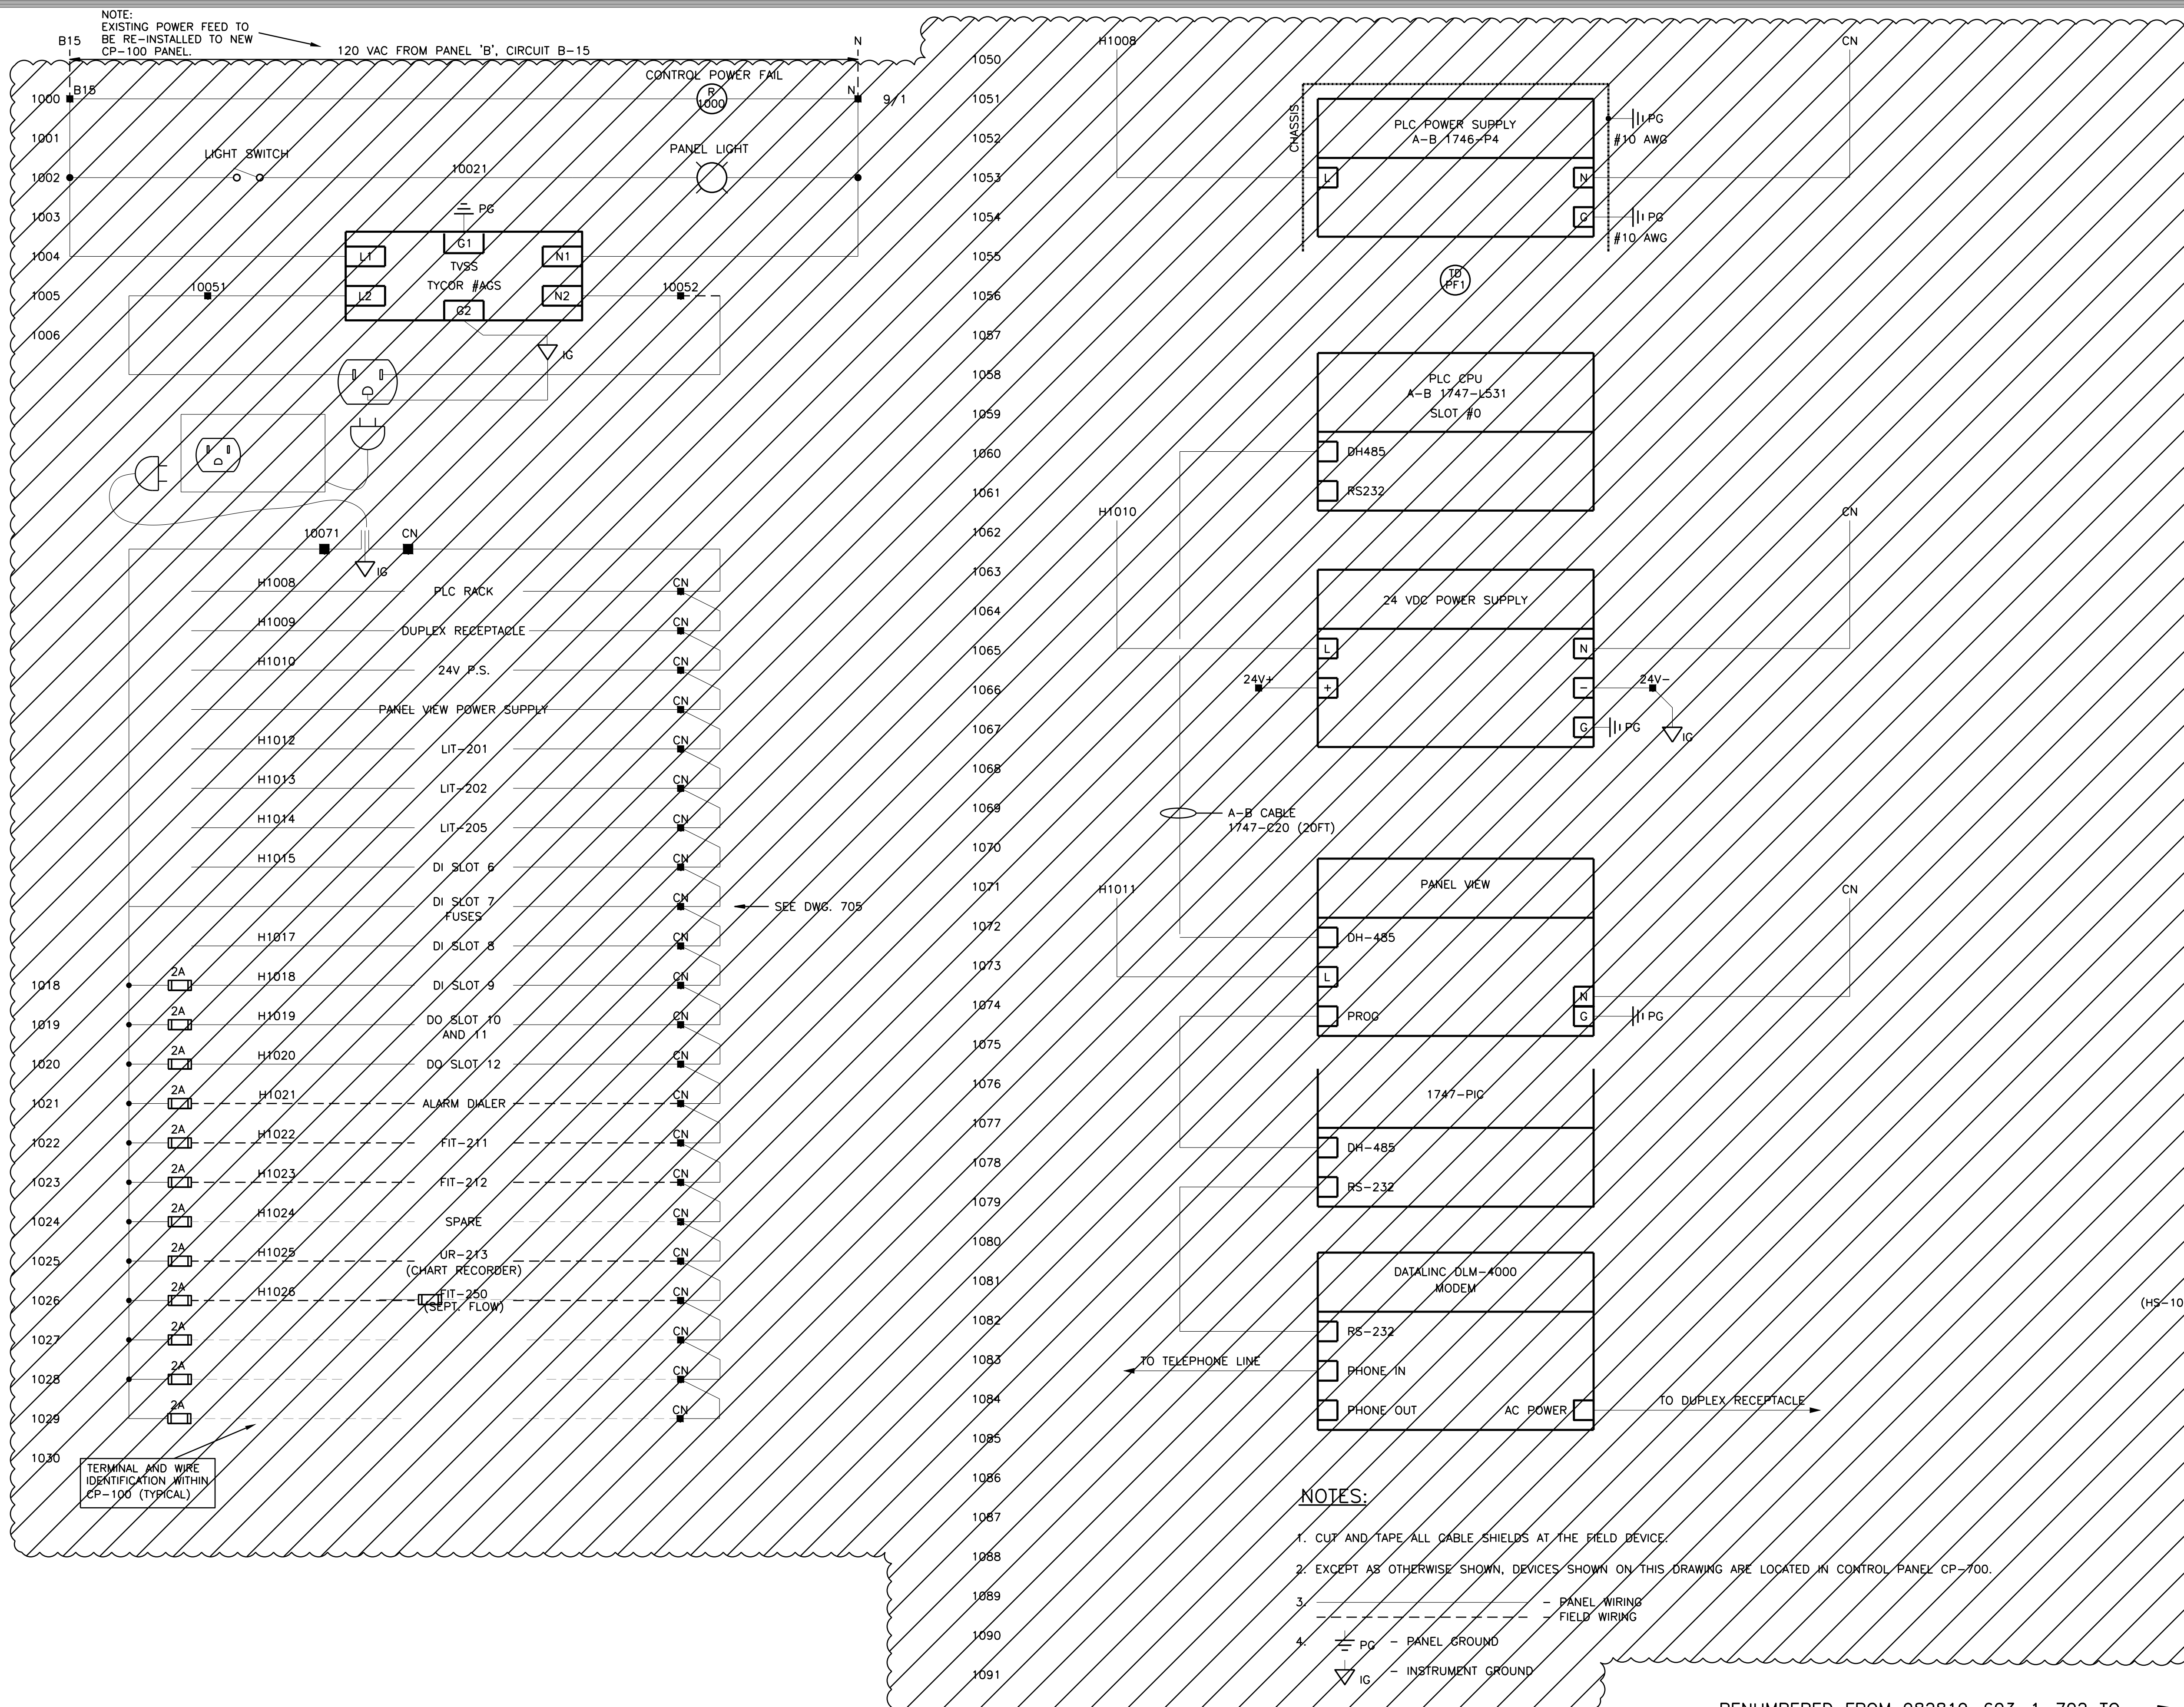 NOTE:
EXISTING POWER FEED TO
BE RE-INSTALLED TO NEW
CP-100 PANEL.
B15
120 VAC FROM PANEL 'B', CIRCUIT B-15
N
CONTROL POWER FAIL
1000
B15
R
1000
N
9/1
1001
LIGHT SWITCH
PANEL LIGHT
1002
10021
1003
PG
G1
1004
L1
N1
TVSS
TYCOR #AGS
1005
10051
L2
N2
10052
G2
1006
IG
10071
CN
IG
H1008
PLC RACK
CN
H1009
DUPLEX RECEPTACLE
CN
H1010
24V P.S.
CN
PANEL VIEW POWER SUPPLY
CN
H1012
LIT-201
CN
H1013
LIT-202
CN
H1014
LIT-205
CN
H1015
DI SLOT 6
CN
DI SLOT 7
FUSES
CN
SEE DWG. 705
H1017
DI SLOT 8
CN
1018
2A
H1018
DI SLOT 9
CN
1019
2A
H1019
DO SLOT 10
AND 11
CN
1020
2A
H1020
DO SLOT 12
CN
1021
2A
H1021
ALARM DIALER
CN
1022
2A
H1022
FIT-211
CN
1023
2A
H1023
FIT-212
CN
1024
2A
H1024
SPARE
CN
1025
2A
H1025
UR-213
(CHART RECORDER)
CN
1026
2A
H1026
FIT-250
(SEPT. FLOW)
CN
1027
2A
CN
1028
2A
CN
1029
2A
CN
1030
TERMINAL AND WIRE
IDENTIFICATION WITHIN
CP-100 (TYPICAL)
1050
1051
1052
1053
1054
1055
1056
1057
1058
1059
1060
1061
1062
1063
1064
1065
1066
1067
1068
1069
1070
1071
1072
1073
1074
1075
1076
1077
1078
1079
1080
1081
1082
1083
1084
1085
1086
1087
1088
1089
1090
1091
H1008
CN
CHASSIS
PLC POWER SUPPLY
A-B 1746-P4
PG
#10 AWG
L
N
G
PG
#10 AWG
TD
PF1
PLC CPU
A-B 1747-L531
SLOT #0
DH485
RS232
H1010
CN
24 VDC POWER SUPPLY
L
N
24V+
+
-
24V-
G
PG
IG
A-B CABLE
1747-C20 (20FT)
H1011
CN
PANEL VIEW
DH-485
L
N
PROG
G
PG
1747-PIC
DH-485
RS-232
DATALINC DLM-4000
MODEM
RS-232
TO TELEPHONE LINE
PHONE IN
PHONE OUT
AC POWER
TO DUPLEX RECEPTACLE
(HS-10
NOTES:
1. CUT AND TAPE ALL CABLE SHIELDS AT THE FIELD DEVICE.
2. EXCEPT AS OTHERWISE SHOWN, DEVICES SHOWN ON THIS DRAWING ARE LOCATED IN CONTROL PANEL CP-700.
3. - PANEL WIRING
- FIELD WIRING
4. PG - PANEL GROUND
IG - INSTRUMENT GROUND